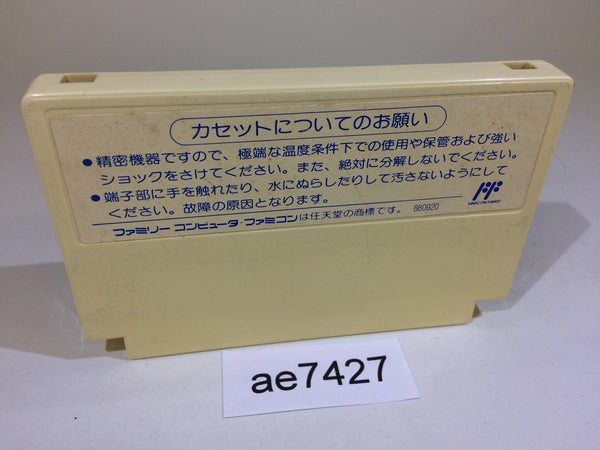 カセットについてのお願い
●精密機器ですので、極端な温度条件下での使用や保管および強い
ショックをさけてください。また、絶対に分解しないでください。
●端子部に手を触れたり、水にぬらしたりして汚さないようにして
ください。故障の原因となります。
FAMICOM FAMILY
ファミリー コンピュータ・ファミコンは任天堂の商標です。 880920
ae7427